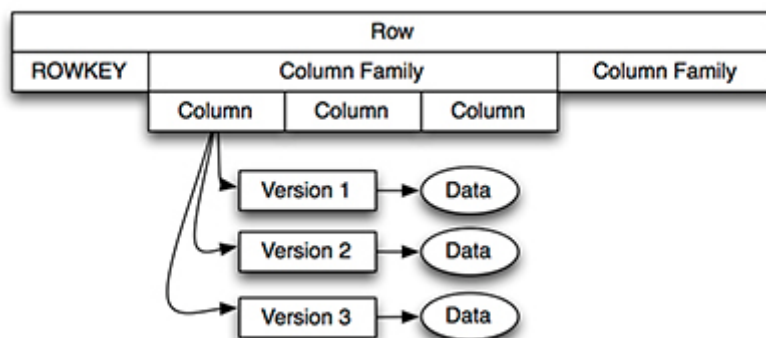 Row
ROWKEY Column Family Column Family
Column Column Column
Version 1 Data
Version 2 Data
Version 3 Data